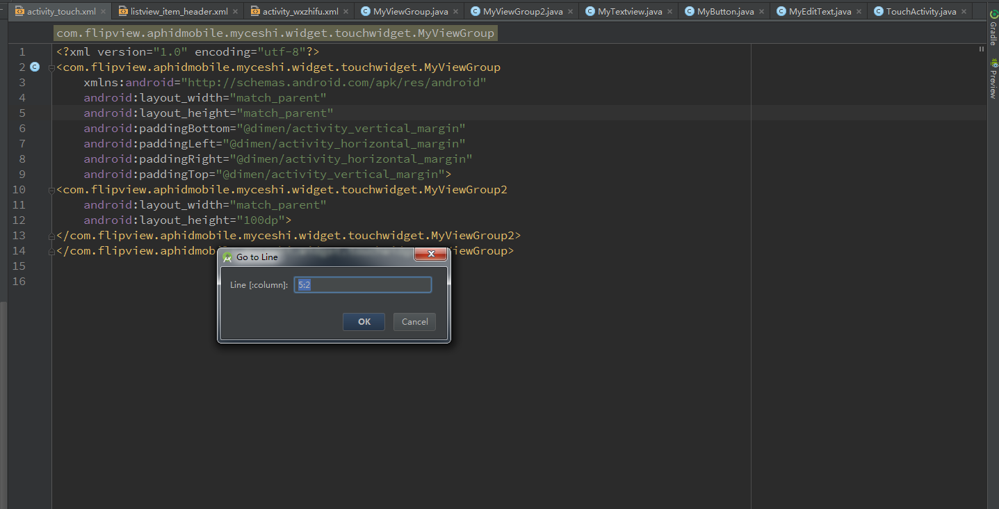 activity_touch.xml listview_item_header.xml activity_wxzhifu.xml MyViewGroup.java MyViewGroup2.java MyTextview.java MyButton.java MyEditText.java TouchActivity.java
Gradle
Preview
com.flipview.aphidmobile.myceshi.widget.touchwidget.MyViewGroup
1 <?xml version="1.0" encoding="utf-8"?>
2 <com.flipview.aphidmobile.myceshi.widget.touchwidget.MyViewGroup
3 xmlns:android="http://schemas.android.com/apk/res/android"
4 android:layout_width="match_parent"
5 android:layout_height="match_parent"
6 android:paddingBottom="@dimen/activity_vertical_margin"
7 android:paddingLeft="@dimen/activity_horizontal_margin"
8 android:paddingRight="@dimen/activity_horizontal_margin"
9 android:paddingTop="@dimen/activity_vertical_margin">
10 <com.flipview.aphidmobile.myceshi.widget.touchwidget.MyViewGroup2
11 android:layout_width="match_parent"
12 android:layout_height="100dp">
13 </com.flipview.aphidmobile.myceshi.widget.touchwidget.MyViewGroup2>
14 </com.flipview.aphidmob iewGroup>
15
16
Go to Line
Line [:column]: 5:2
OK Cancel